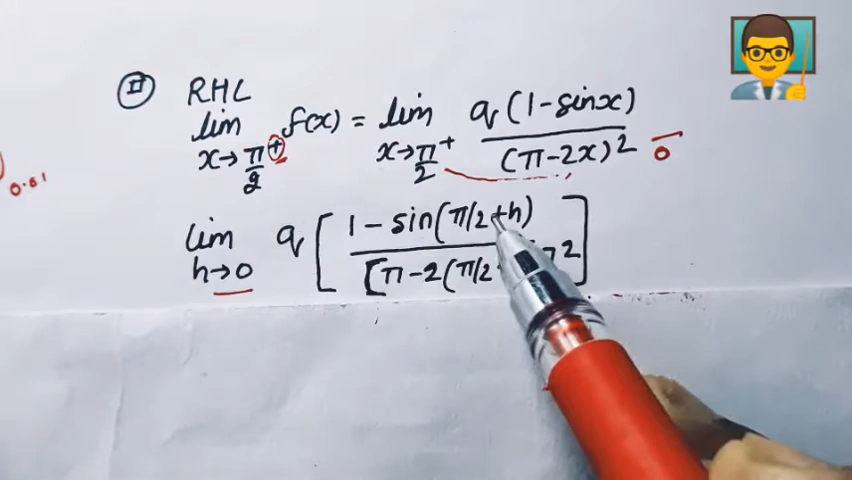 II RHL
lim x→π/2⁺ f(x) = lim x→π/2⁺ q(1-sinx) / (π-2x)² 0
0.01
lim h→0 q [ 1-sin(π/2+h) / [π-2(π/2 ]² ]